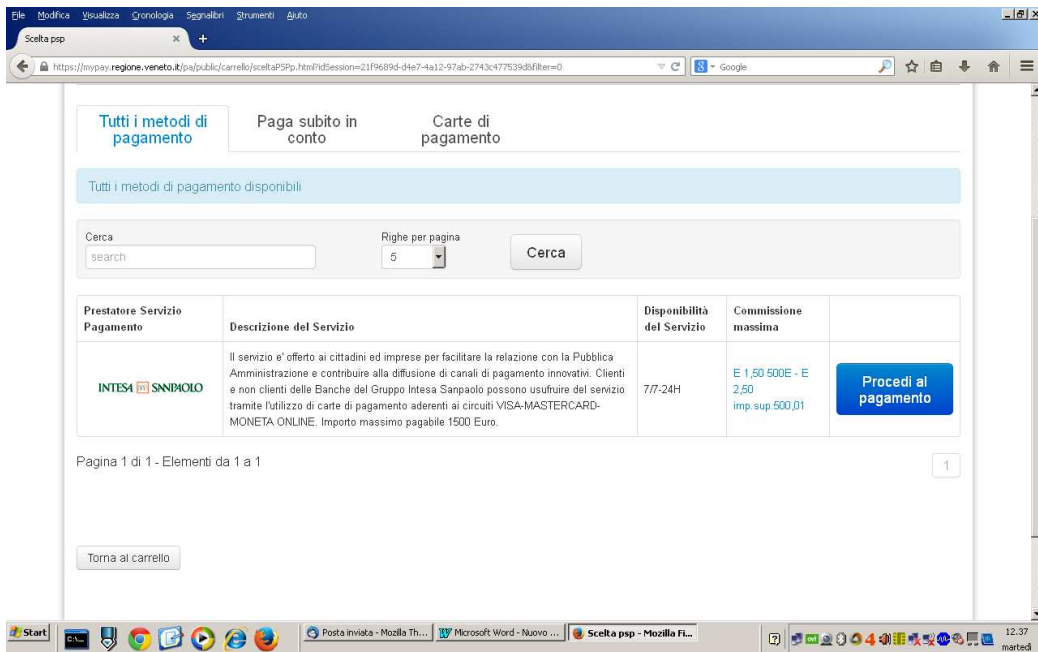 File Modifica Visualizza Cronologia Segnalibri Strumenti Aiuto
Scelta psp
https://mypay.regione.veneto.it/pa/public/carrello/sceltaPSPp.html?idSession=21f9689d-d4e7-4a12-97ab-2743c477539d&filter=0
Google
Tutti i metodi di pagamento
Paga subito in conto
Carte di pagamento
Tutti i metodi di pagamento disponibili
Cerca
Righe per pagina
search
5
Cerca
Prestatore Servizio Pagamento
Descrizione del Servizio
Disponibilità del Servizio
Commissione massima
INTESA SANPAOLO
Il servizio e' offerto ai cittadini ed imprese per facilitare la relazione con la Pubblica
Amministrazione e contribuire alla diffusione di canali di pagamento innovativi. Clienti
e non clienti delle Banche del Gruppo Intesa Sanpaolo possono usufruire del servizio
tramite l'utilizzo di carte di pagamento aderenti ai circuiti VISA-MASTERCARD-
MONETA ONLINE. Importo massimo pagabile 1500 Euro.
7/7-24H
E 1,50 500E - E
2,50
imp.sup.500,01
Procedi al
pagamento
Pagina 1 di 1 - Elementi da 1 a 1
1
Torna al carrello
Start
Posta inviata - Mozilla Th...
Microsoft Word - Nuovo ...
Scelta psp - Mozilla Fi...
12.37
martedì